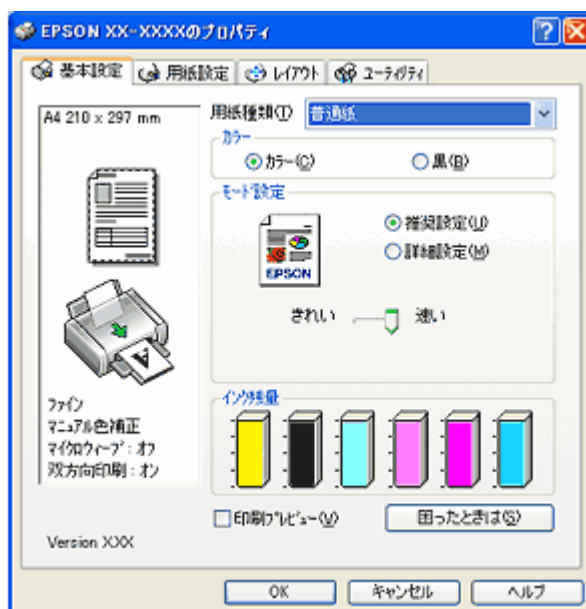 EPSON XX-XXXXのプロパティ
基本設定 用紙設定 レイアウト ユーティリティ
A4 210 x 297 mm
用紙種類(T) 普通紙
カラー
カラー(C) 黒(B)
モード設定
推奨設定(U)
詳細設定(M)
EPSON
きれい 速い
ファイン
マニュアル色補正
マイクロウィーブ : オフ
双方向印刷 : オン
Version XXX
インク残量
印刷プレビュー(V) 困ったときは(S)
OK キャンセル ヘルプ